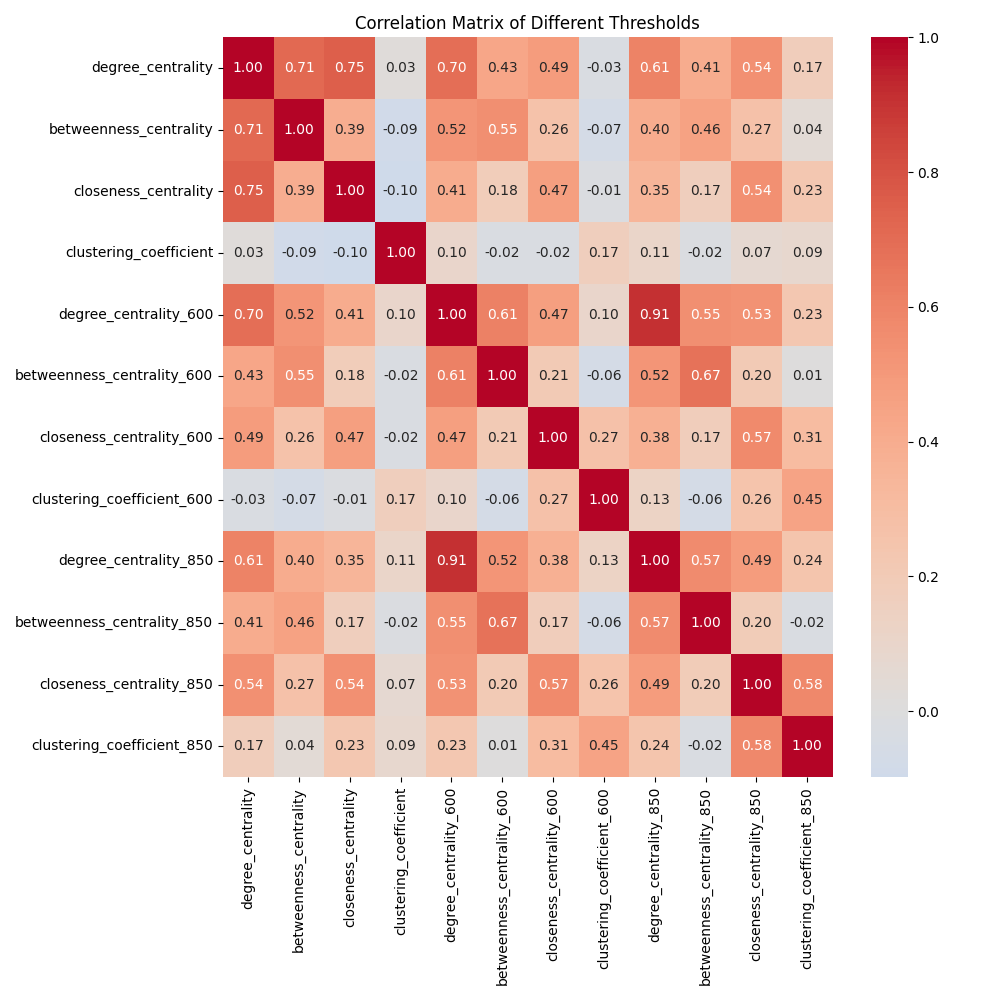 Correlation Matrix of Different Thresholds
degree_centrality 1.00 0.71 0.75 0.03 0.70 0.43 0.49 -0.03 0.61 0.41 0.54 0.17
betweenness_centrality 0.71 1.00 0.39 -0.09 0.52 0.55 0.26 -0.07 0.40 0.46 0.27 0.04
closeness_centrality 0.75 0.39 1.00 -0.10 0.41 0.18 0.47 -0.01 0.35 0.17 0.54 0.23
clustering_coefficient 0.03 -0.09 -0.10 1.00 0.10 -0.02 -0.02 0.17 0.11 -0.02 0.07 0.09
degree_centrality_600 0.70 0.52 0.41 0.10 1.00 0.61 0.47 0.10 0.91 0.55 0.53 0.23
betweenness_centrality_600 0.43 0.55 0.18 -0.02 0.61 1.00 0.21 -0.06 0.52 0.67 0.20 0.01
closeness_centrality_600 0.49 0.26 0.47 -0.02 0.47 0.21 1.00 0.27 0.38 0.17 0.57 0.31
clustering_coefficient_600 -0.03 -0.07 -0.01 0.17 0.10 -0.06 0.27 1.00 0.13 -0.06 0.26 0.45
degree_centrality_850 0.61 0.40 0.35 0.11 0.91 0.52 0.38 0.13 1.00 0.57 0.49 0.24
betweenness_centrality_850 0.41 0.46 0.17 -0.02 0.55 0.67 0.17 -0.06 0.57 1.00 0.20 -0.02
closeness_centrality_850 0.54 0.27 0.54 0.07 0.53 0.20 0.57 0.26 0.49 0.20 1.00 0.58
clustering_coefficient_850 0.17 0.04 0.23 0.09 0.23 0.01 0.31 0.45 0.24 -0.02 0.58 1.00
degree_centrality
betweenness_centrality
closeness_centrality
clustering_coefficient
degree_centrality_600
betweenness_centrality_600
closeness_centrality_600
clustering_coefficient_600
degree_centrality_850
betweenness_centrality_850
closeness_centrality_850
clustering_coefficient_850
1.0
0.8
0.6
0.4
0.2
0.0